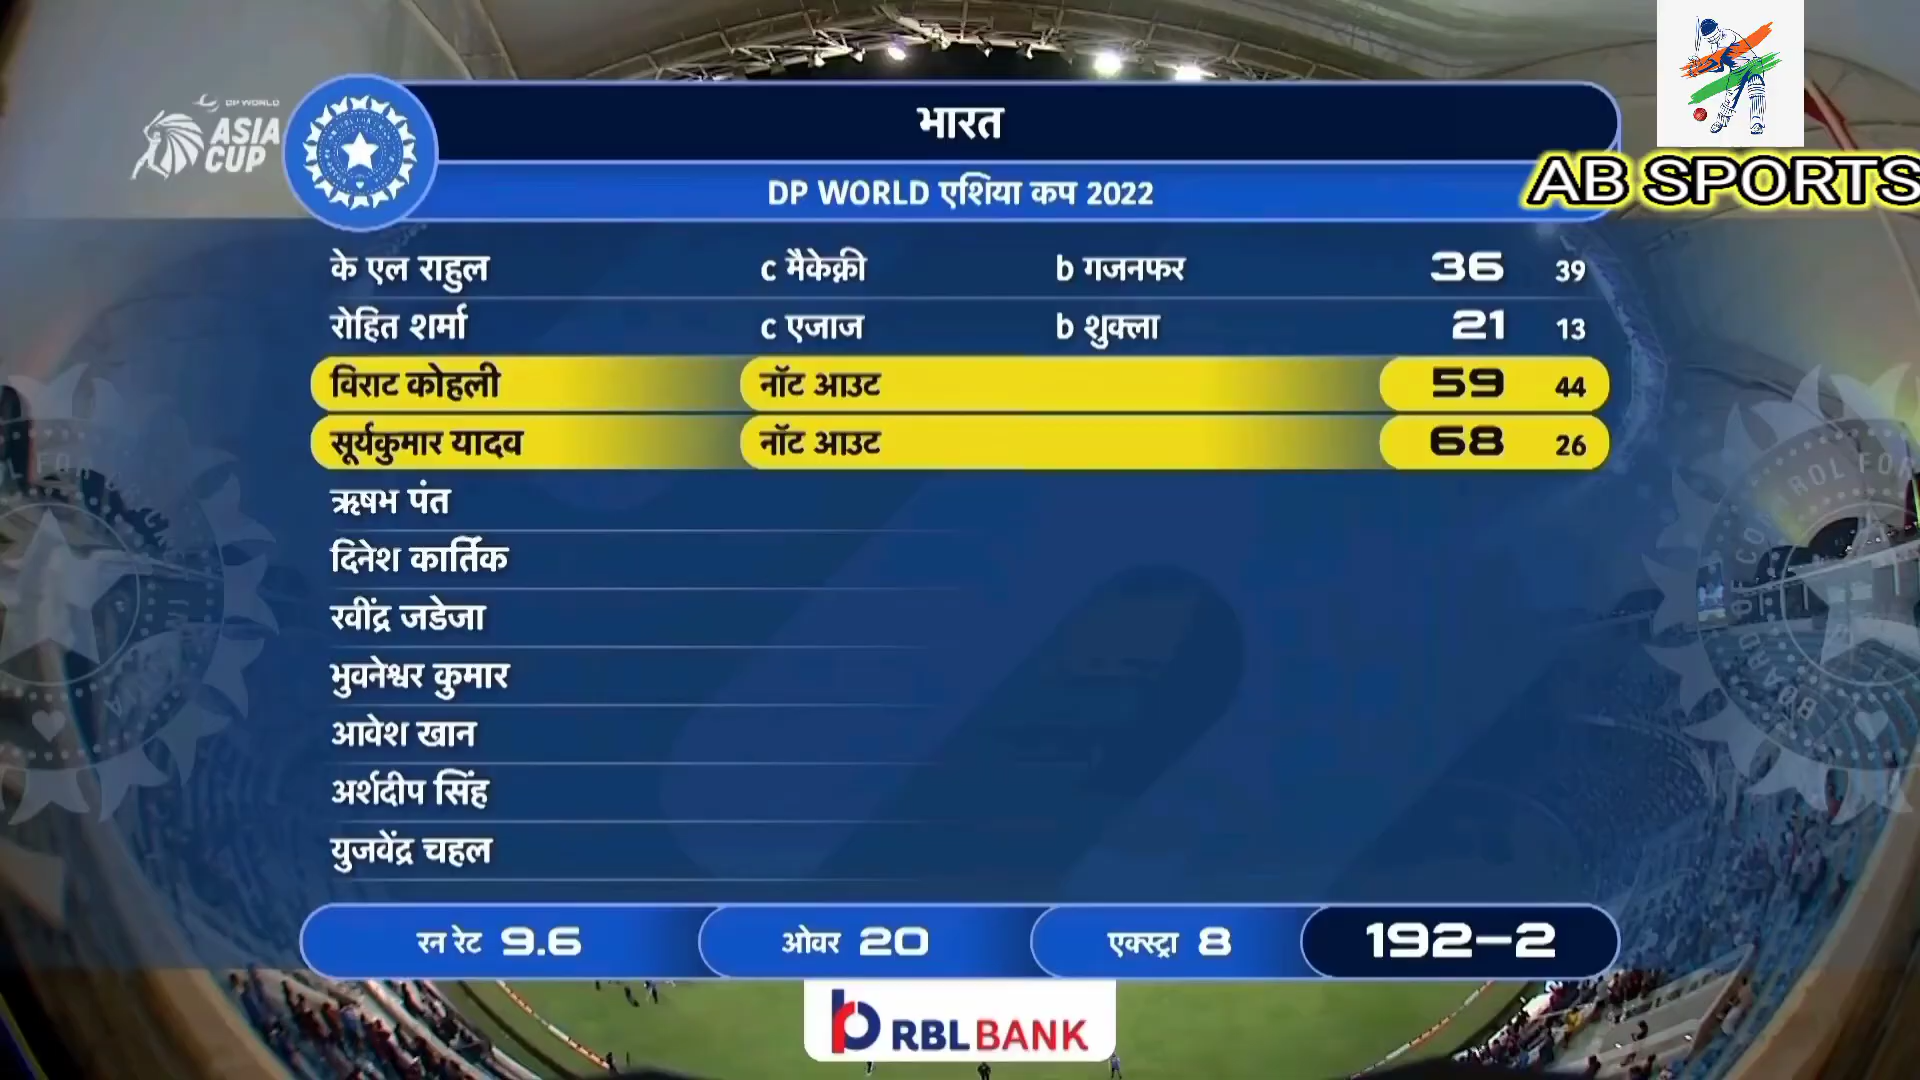 DP WORLD
ASIA
CUP
भारत
AB SPORTS
DP WORLD एशिया कप 2022
के एल राहुल c मैकेक्नी b गजनफर 36 39
रोहित शर्मा c एजाज b शुक्ला 21 13
विराट कोहली नॉट आउट 59 44
सूर्यकुमार यादव नॉट आउट 68 26
ऋषभ पंत
दिनेश कार्तिक
रवींद्र जडेजा
भुवनेश्वर कुमार
आवेश खान
अर्शदीप सिंह
युजवेंद्र चहल
रन रेट 9.6 ओवर 20 एक्स्ट्रा 8 192-2
RBL BANK